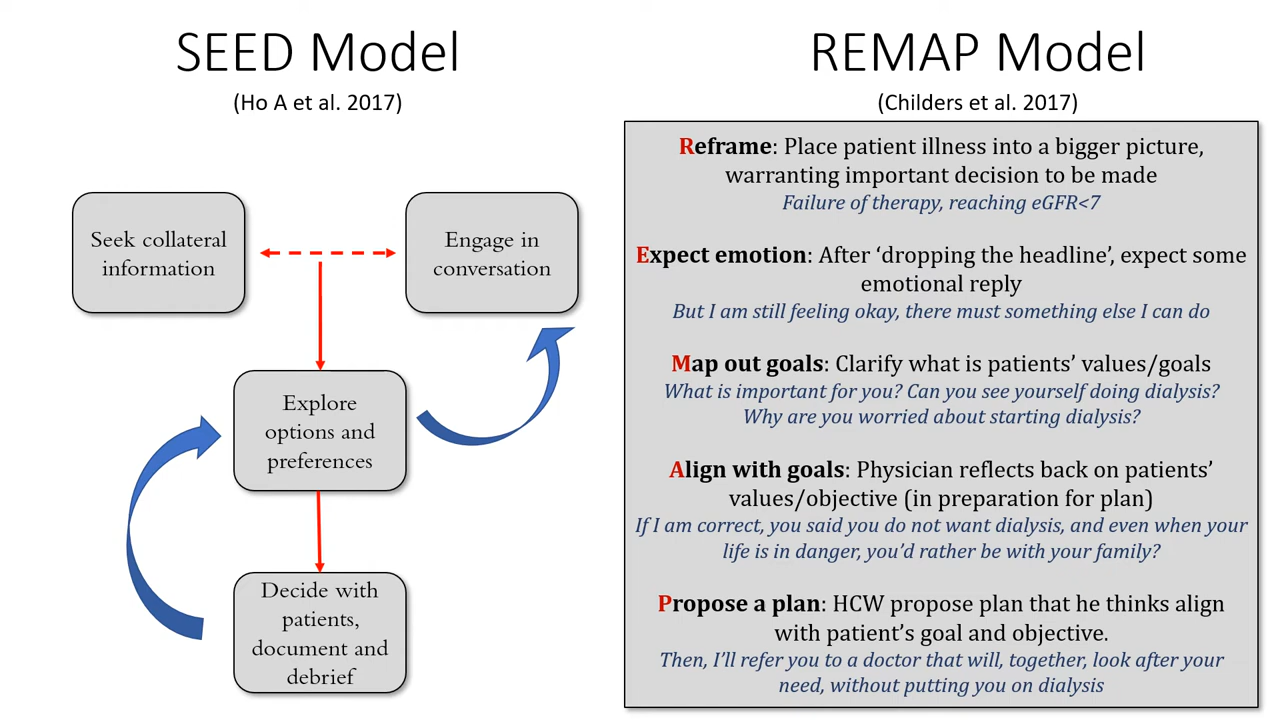 SEED Model
(Ho A et al. 2017)
Seek collateral
information
Engage in
conversation
Explore
options and
preferences
Decide with
patients,
document and
debrief
REMAP Model
(Childers et al. 2017)
Reframe: Place patient illness into a bigger picture,
warranting important decision to be made
Failure of therapy, reaching eGFR<7
Expect emotion: After ‘dropping the headline’, expect some
emotional reply
But I am still feeling okay, there must something else I can do
Map out goals: Clarify what is patients’ values/goals
What is important for you? Can you see yourself doing dialysis?
Why are you worried about starting dialysis?
Align with goals: Physician reflects back on patients’
values/objective (in preparation for plan)
If I am correct, you said you do not want dialysis, and even when your
life is in danger, you’d rather be with your family?
Propose a plan: HCW propose plan that he thinks align
with patient’s goal and objective.
Then, I’ll refer you to a doctor that will, together, look after your
need, without putting you on dialysis